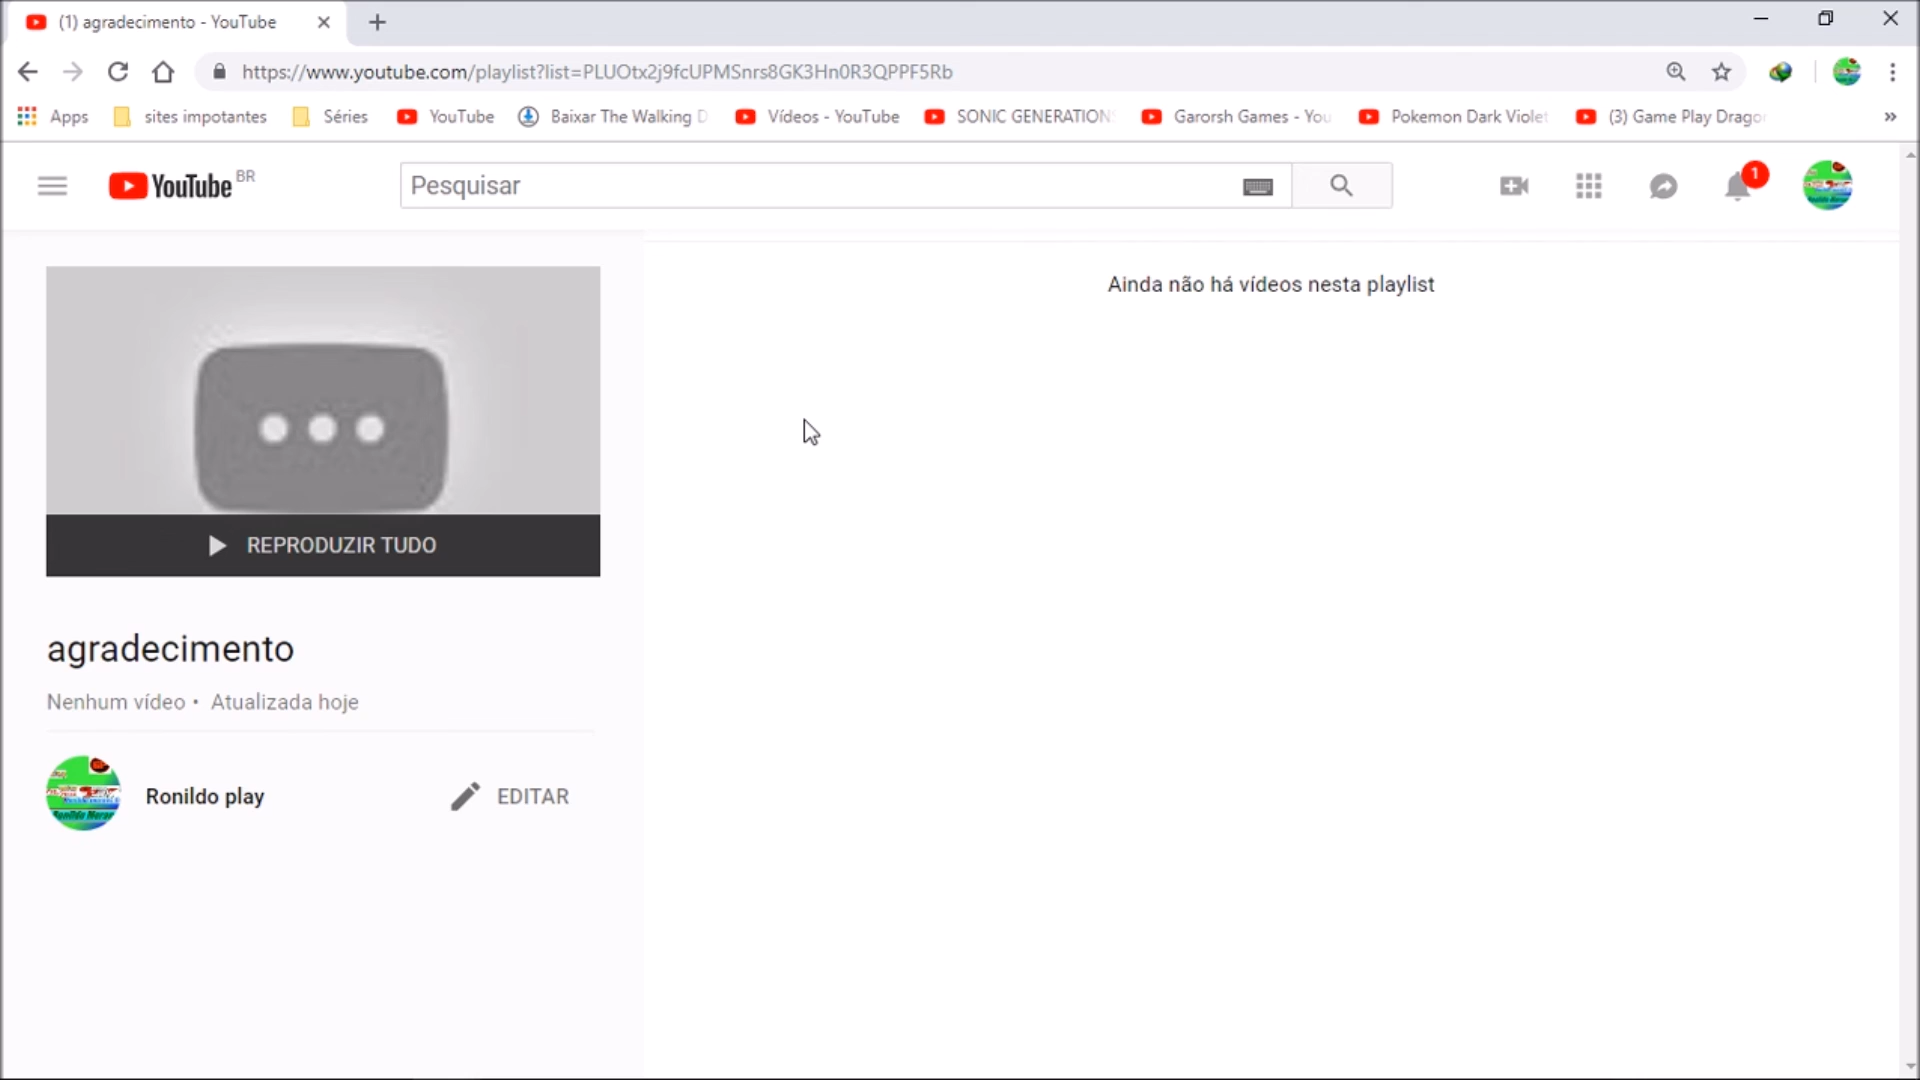 (1) agradecimento - YouTube
https://www.youtube.com/playlist?list=PLUOtx2j9fcUPMSnrs8GK3Hn0R3QPPF5Rb
Apps sites impotantes Séries YouTube Baixar The Walking D Vídeos - YouTube SONIC GENERATION Garorsh Games - You Pokemon Dark Violet (3) Game Play Drago »
YouTube BR
Pesquisar
1
Ainda não há vídeos nesta playlist
REPRODUZIR TUDO
agradecimento
Nenhum vídeo • Atualizada hoje
Ronildo play
EDITAR